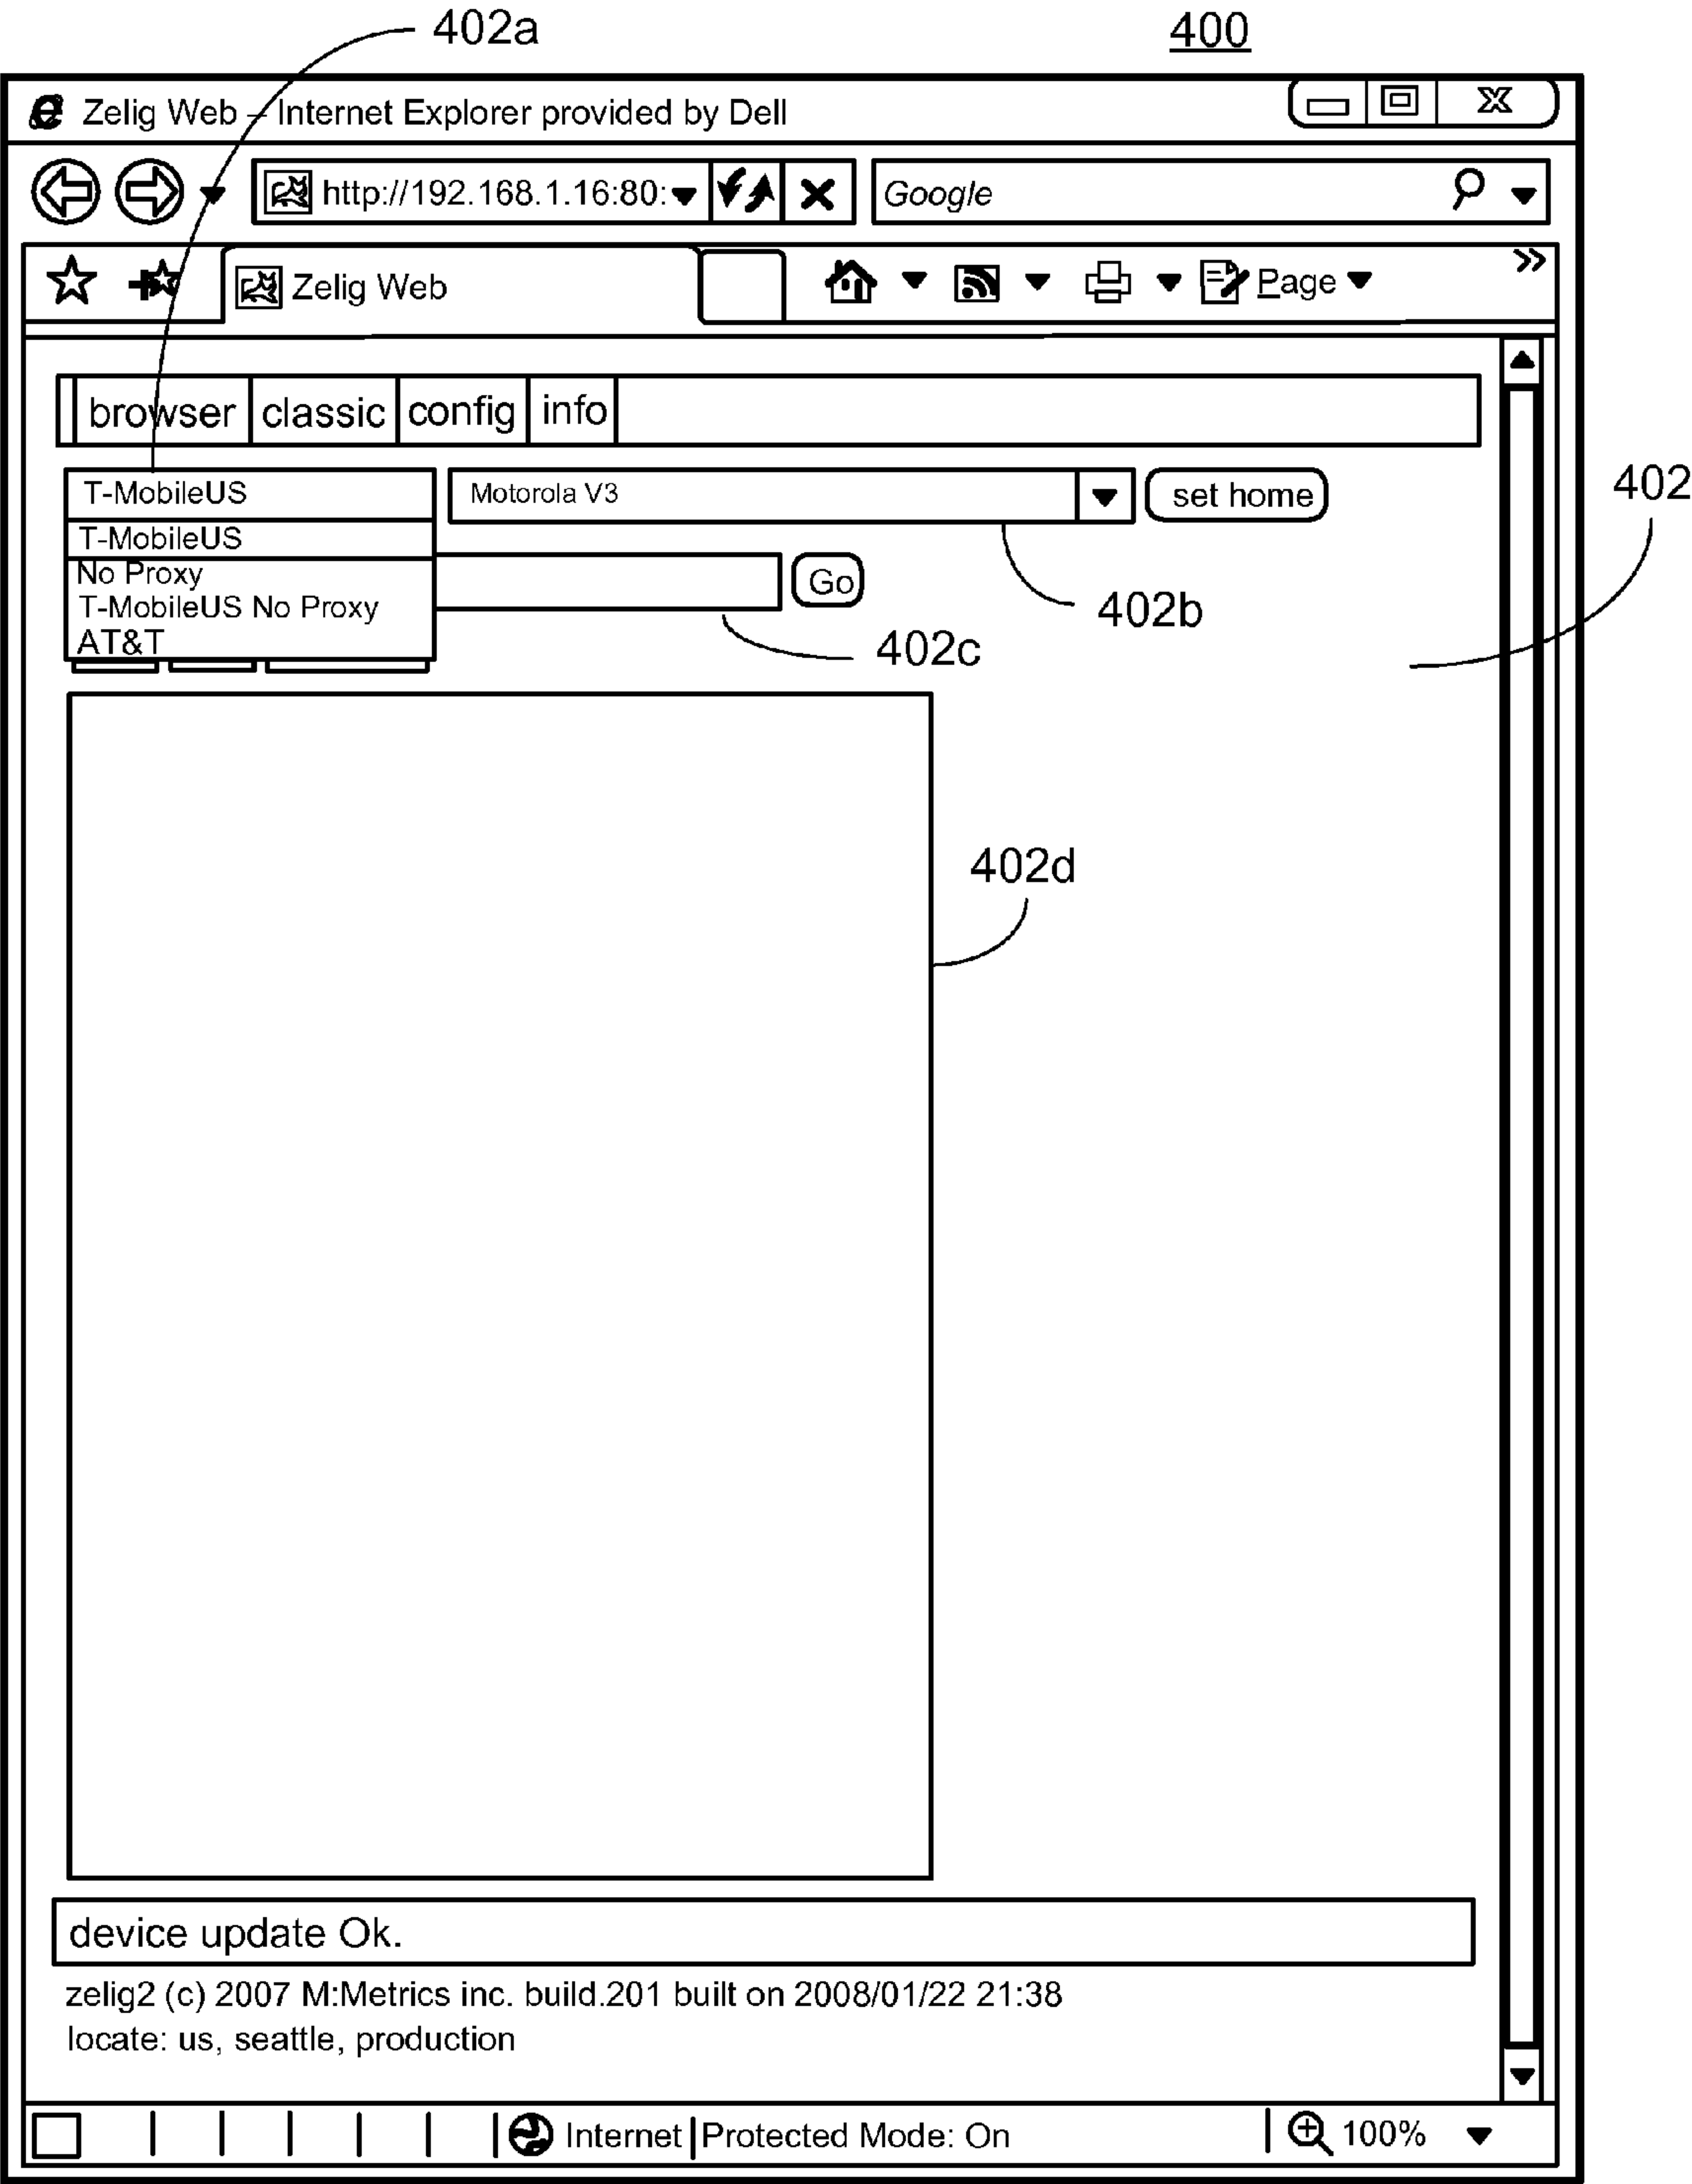 402a
400
Zelig Web – Internet Explorer provided by Dell
http://192.168.1.16:80:
Google
Zelig Web
Page
browser classic config info
T-MobileUS Motorola V3 set home
402
T-MobileUS
No Proxy
Go
T-MobileUS No Proxy
402b
AT&T
402c
402d
device update Ok.
zelig2 (c) 2007 M:Metrics inc. build.201 built on 2008/01/22 21:38
locate: us, seattle, production
Internet Protected Mode: On 100%